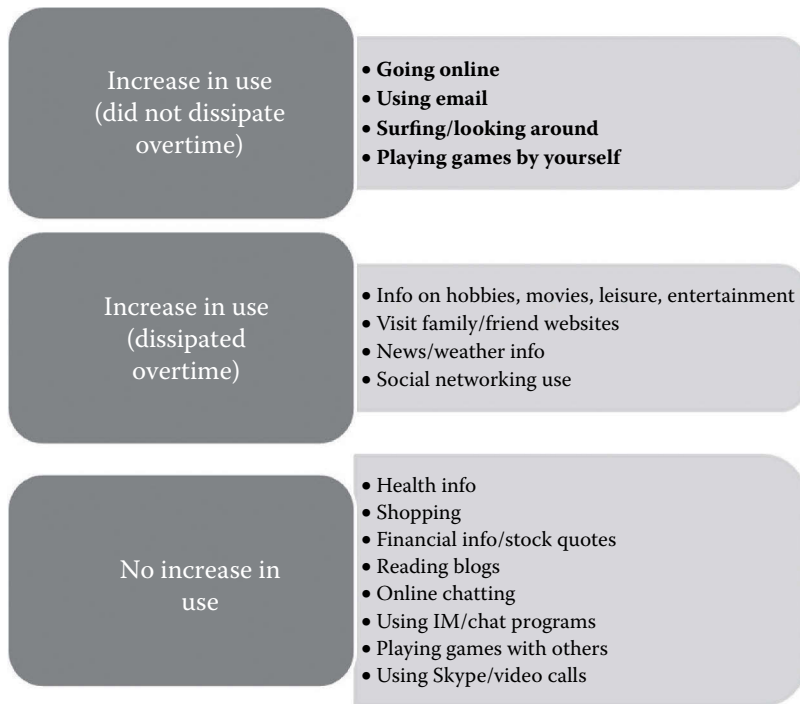 Increase in use
(did not dissipate
overtime)
• Going online
• Using email
• Surfing/looking around
• Playing games by yourself
Increase in use
(dissipated
overtime)
• Info on hobbies, movies, leisure, entertainment
• Visit family/friend websites
• News/weather info
• Social networking use
No increase in
use
• Health info
• Shopping
• Financial info/stock quotes
• Reading blogs
• Online chatting
• Using IM/chat programs
• Playing games with others
• Using Skype/video calls